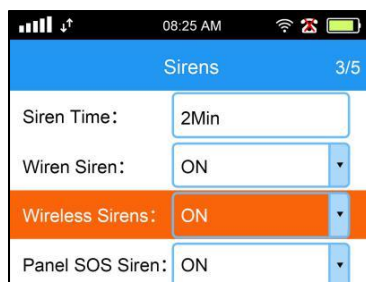 08:25 AM
Sirens 3/5
Siren Time: 2Min
Wiren Siren: ON
Wireless Sirens: ON
Panel SOS Siren: ON